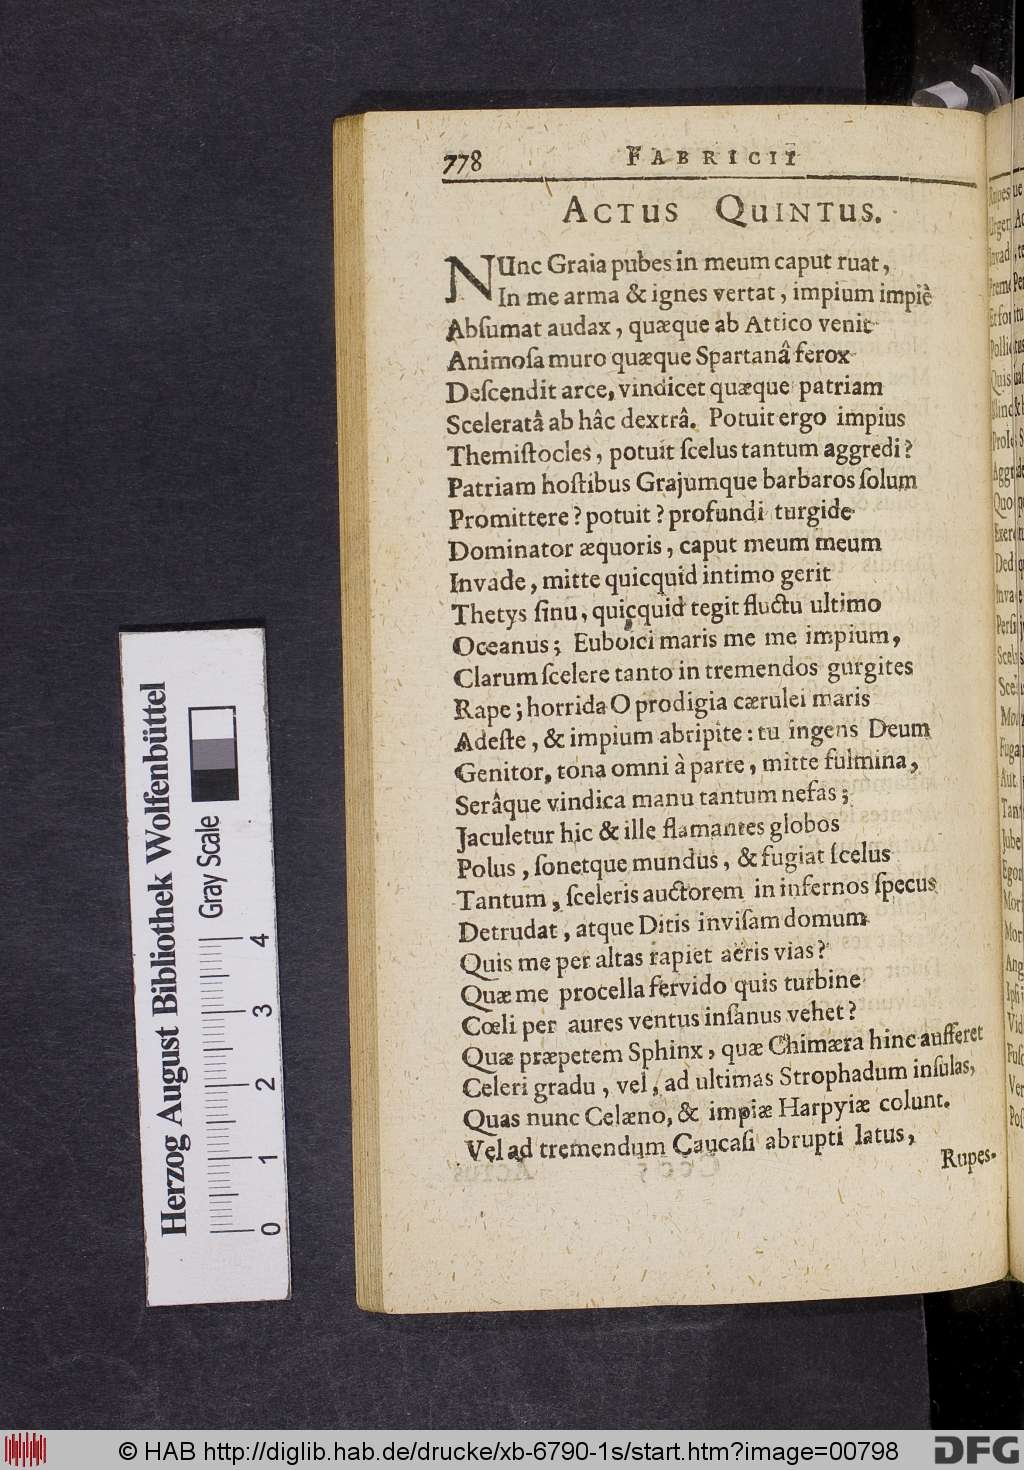 778 FABRICII
ACTUS QUINTUS.
NUnc Graia pubes in meum caput ruat,
In me arma & ignes vertat, impium impiè
Abſumat audax, quæque ab Attico venit
Animoſa muro quæque Spartanâ ferox
Deſcendit arce, vindicet quæque patriam
Sceleratâ ab hâc dextrâ. Potuit ergo impius
Themiſtocles, potuit ſcelus tantum aggredi?
Patriam hoſtibus Grajumque barbaros ſolum
Promittere? potuit? profundi turgide
Dominator æquoris, caput meum meum
Invade, mitte quicquid intimo gerit
Thetys ſinu, quicquid tegit fluctu ultimo
Oceanus; Euboici maris me me impium,
Clarum ſcelere tanto in tremendos gurgites
Rape; horrida O prodigia cærulei maris
Adeſte, & impium abripite: tu ingens Deum
Genitor, tona omni à parte, mitte fulmina,
Serâque vindica manu tantum nefas;
Jaculetur hic & ille flamantes globos
Polus, ſonetque mundus, & fugiat ſcelus
Tantum, ſceleris auctorem in infernos ſpecus
Detrudat, atque Ditis inviſam domum
Quis me per altas rapiet aëris vias?
Quæ me procella fervido quis turbine
Cœli per aures ventus inſanus vehet?
Quæ præpetem Sphinx, quæ Chimæra hinc aufferet
Celeri gradu, vel, ad ultimas Strophadum inſulas,
Quas nunc Celæno, & impiæ Harpyiæ colunt.
Vel ad tremendum Caucaſi abrupti latus,
Rupes-
Herzog August Bibliothek Wolfenbüttel
Gray Scale
0 1 2 3 4
© HAB http://diglib.hab.de/drucke/xb-6790-1s/start.htm?image=00798
DFG